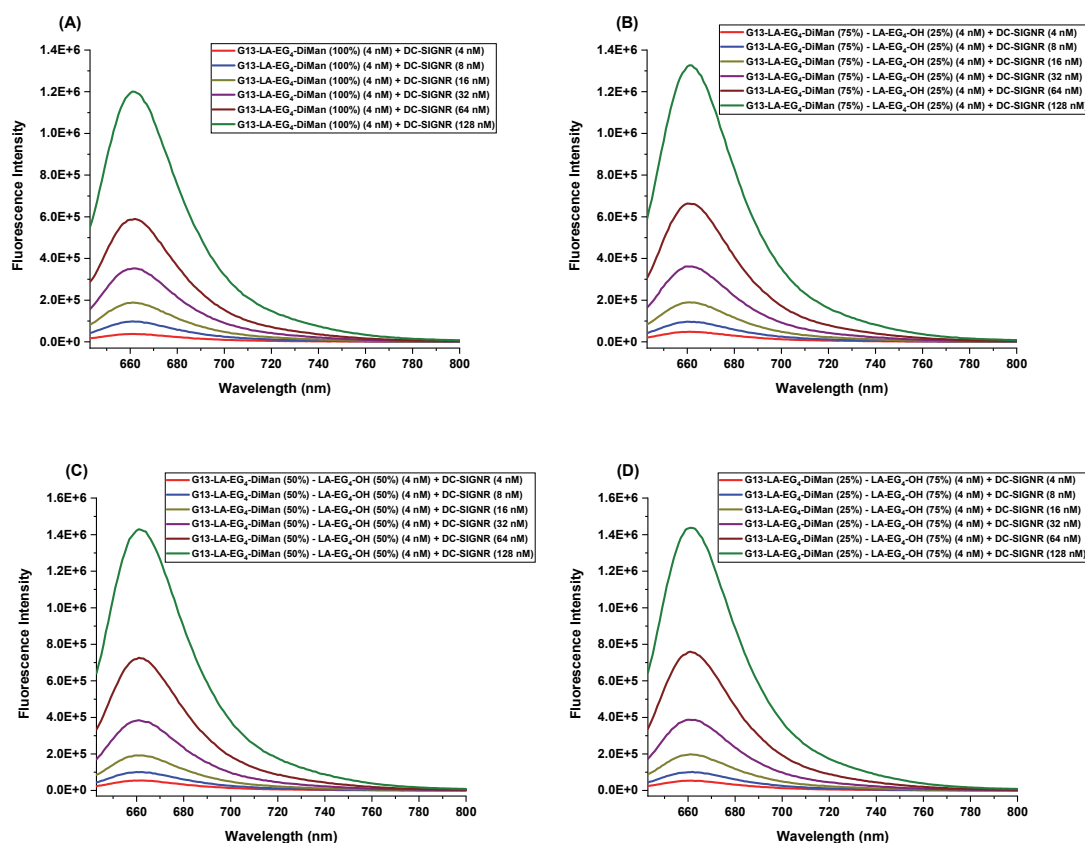 (A)
G13-LA-EG₄-DiMan (100%) (4 nM) + DC-SIGNR (4 nM)
G13-LA-EG₄-DiMan (100%) (4 nM) + DC-SIGNR (8 nM)
G13-LA-EG₄-DiMan (100%) (4 nM) + DC-SIGNR (16 nM)
G13-LA-EG₄-DiMan (100%) (4 nM) + DC-SIGNR (32 nM)
G13-LA-EG₄-DiMan (100%) (4 nM) + DC-SIGNR (64 nM)
G13-LA-EG₄-DiMan (100%) (4 nM) + DC-SIGNR (128 nM)
Fluorescence Intensity
1.4E+6
1.2E+6
1.0E+6
8.0E+5
6.0E+5
4.0E+5
2.0E+5
0.0E+0
660 680 700 720 740 760 780 800
Wavelength (nm)
(B)
G13-LA-EG₄-DiMan (75%) - LA-EG₄-OH (25%) (4 nM) + DC-SIGNR (4 nM)
G13-LA-EG₄-DiMan (75%) - LA-EG₄-OH (25%) (4 nM) + DC-SIGNR (8 nM)
G13-LA-EG₄-DiMan (75%) - LA-EG₄-OH (25%) (4 nM) + DC-SIGNR (16 nM)
G13-LA-EG₄-DiMan (75%) - LA-EG₄-OH (25%) (4 nM) + DC-SIGNR (32 nM)
G13-LA-EG₄-DiMan (75%) - LA-EG₄-OH (25%) (4 nM) + DC-SIGNR (64 nM)
G13-LA-EG₄-DiMan (75%) - LA-EG₄-OH (25%) (4 nM) + DC-SIGNR (128 nM)
Fluorescence Intensity
1.4E+6
1.2E+6
1.0E+6
8.0E+5
6.0E+5
4.0E+5
2.0E+5
0.0E+0
660 680 700 720 740 760 780 800
Wavelength (nm)
(C)
G13-LA-EG₄-DiMan (50%) - LA-EG₄-OH (50%) (4 nM) + DC-SIGNR (4 nM)
G13-LA-EG₄-DiMan (50%) - LA-EG₄-OH (50%) (4 nM) + DC-SIGNR (8 nM)
G13-LA-EG₄-DiMan (50%) - LA-EG₄-OH (50%) (4 nM) + DC-SIGNR (16 nM)
G13-LA-EG₄-DiMan (50%) - LA-EG₄-OH (50%) (4 nM) + DC-SIGNR (32 nM)
G13-LA-EG₄-DiMan (50%) - LA-EG₄-OH (50%) (4 nM) + DC-SIGNR (64 nM)
G13-LA-EG₄-DiMan (50%) - LA-EG₄-OH (50%) (4 nM) + DC-SIGNR (128 nM)
Fluorescence Intensity
1.6E+6
1.4E+6
1.2E+6
1.0E+6
8.0E+5
6.0E+5
4.0E+5
2.0E+5
0.0E+0
660 680 700 720 740 760 780 800
Wavelength (nm)
(D)
G13-LA-EG₄-DiMan (25%) - LA-EG₄-OH (75%) (4 nM) + DC-SIGNR (4 nM)
G13-LA-EG₄-DiMan (25%) - LA-EG₄-OH (75%) (4 nM) + DC-SIGNR (8 nM)
G13-LA-EG₄-DiMan (25%) - LA-EG₄-OH (75%) (4 nM) + DC-SIGNR (16 nM)
G13-LA-EG₄-DiMan (25%) - LA-EG₄-OH (75%) (4 nM) + DC-SIGNR (32 nM)
G13-LA-EG₄-DiMan (25%) - LA-EG₄-OH (75%) (4 nM) + DC-SIGNR (64 nM)
G13-LA-EG₄-DiMan (25%) - LA-EG₄-OH (75%) (4 nM) + DC-SIGNR (128 nM)
Fluorescence Intensity
1.6E+6
1.4E+6
1.2E+6
1.0E+6
8.0E+5
6.0E+5
4.0E+5
2.0E+5
0.0E+0
660 680 700 720 740 760 780 800
Wavelength (nm)